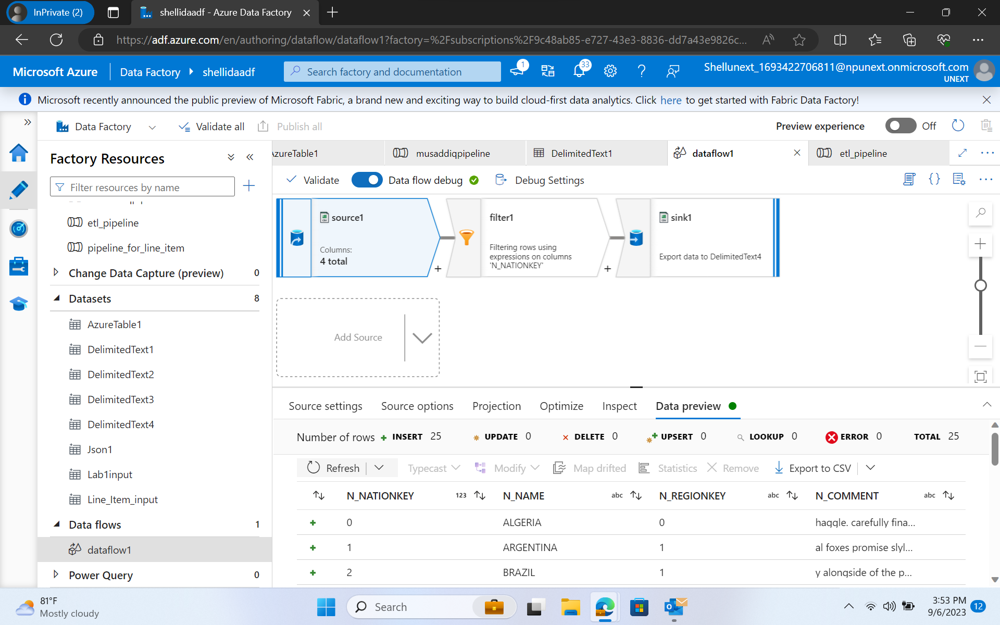 InPrivate (2)
shellidaadf - Azure Data Factory
https://adf.azure.com/en/authoring/dataflow/dataflow1?factory=%2Fsubscriptions%2F9c48ab85-e727-43e3-8836-dd7a43e9826c...
Microsoft Azure
Data Factory
shellidaadf
Search factory and documentation
1
33
Shellunext_1693422706811@npunext.onmicrosoft.com
UNEXT
Microsoft recently announced the public preview of Microsoft Fabric, a brand new and exciting way to build cloud-first data analytics. Click here to get started with Fabric Data Factory!
Data Factory
Validate all
Publish all
Preview experience
Off
Factory Resources
Filter resources by name
etl_pipeline
pipeline_for_line_item
Change Data Capture (preview) 0
Datasets 8
AzureTable1
DelimitedText1
DelimitedText2
DelimitedText3
DelimitedText4
Json1
Lab1input
Line_Item_input
Data flows 1
dataflow1
Power Query 0
AzureTable1
musaddiqpipeline
DelimitedText1
dataflow1
etl_pipeline
Validate
Data flow debug
Debug Settings
source1
Columns:
4 total
filter1
Filtering rows using
expressions on columns
'N_NATIONKEY'
sink1
Export data to DelimitedText4
Add Source
Source settings Source options Projection Optimize Inspect Data preview
Number of rows INSERT 25 UPDATE 0 DELETE 0 UPSERT 0 LOOKUP 0 ERROR 0 TOTAL 25
Refresh Typecast Modify Map drifted Statistics Remove Export to CSV
N_NATIONKEY 123 N_NAME abc N_REGIONKEY abc N_COMMENT abc
0 ALGERIA 0 haggle. carefully fina...
1 ARGENTINA 1 al foxes promise slyl...
2 BRAZIL 1 y alongside of the p...
81°F
Mostly cloudy
Search
3:53 PM
9/6/2023
12